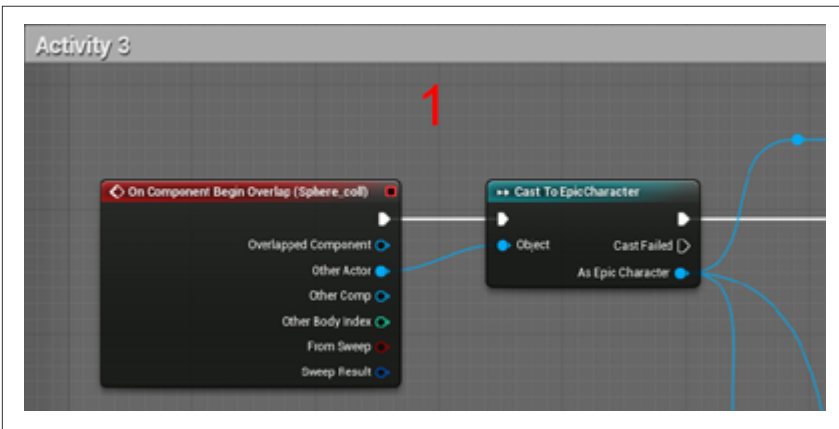 Activity 3
1
On Component Begin Overlap (Sphere_coll)
Overlapped Component
Other Actor
Other Comp
Other Body Index
From Sweep
Sweep Result
Cast To EpicCharacter
Object
Cast Failed
As Epic Character